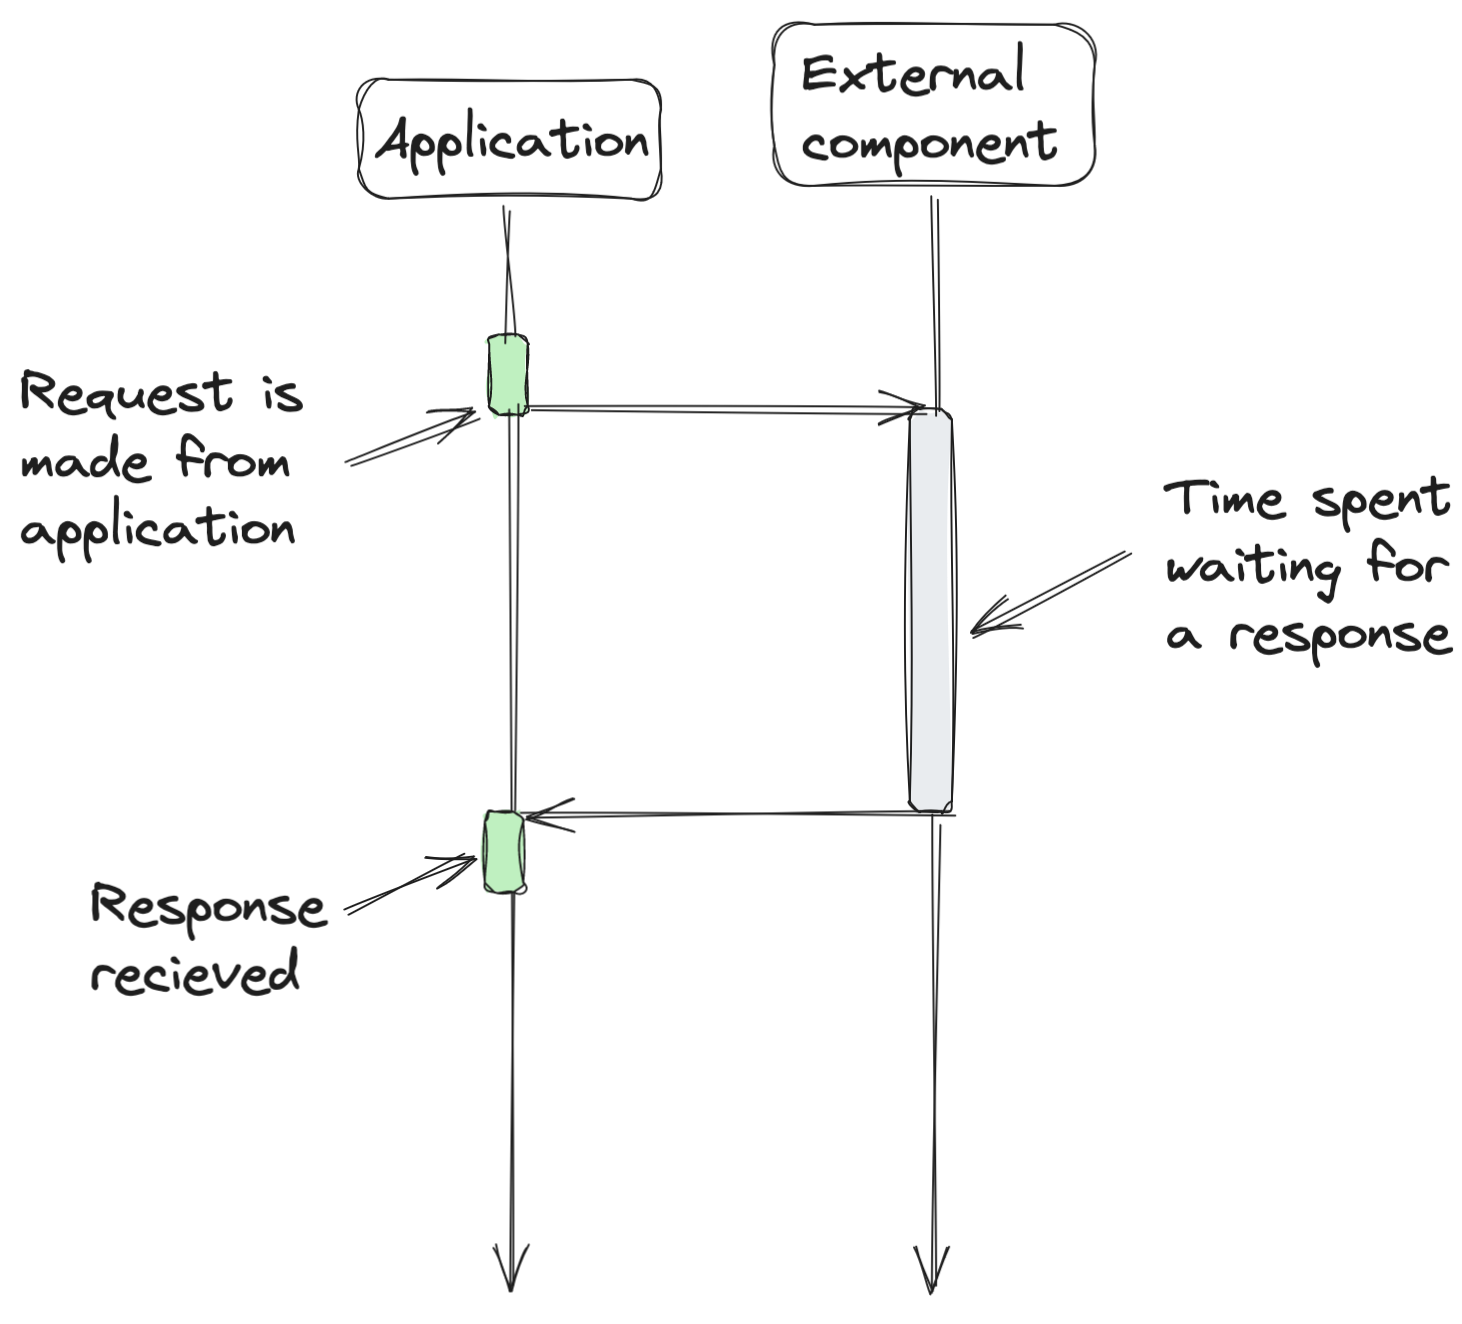 Application
External
component
Request is
made from
application
Time spent
waiting for
a response
Response
recieved